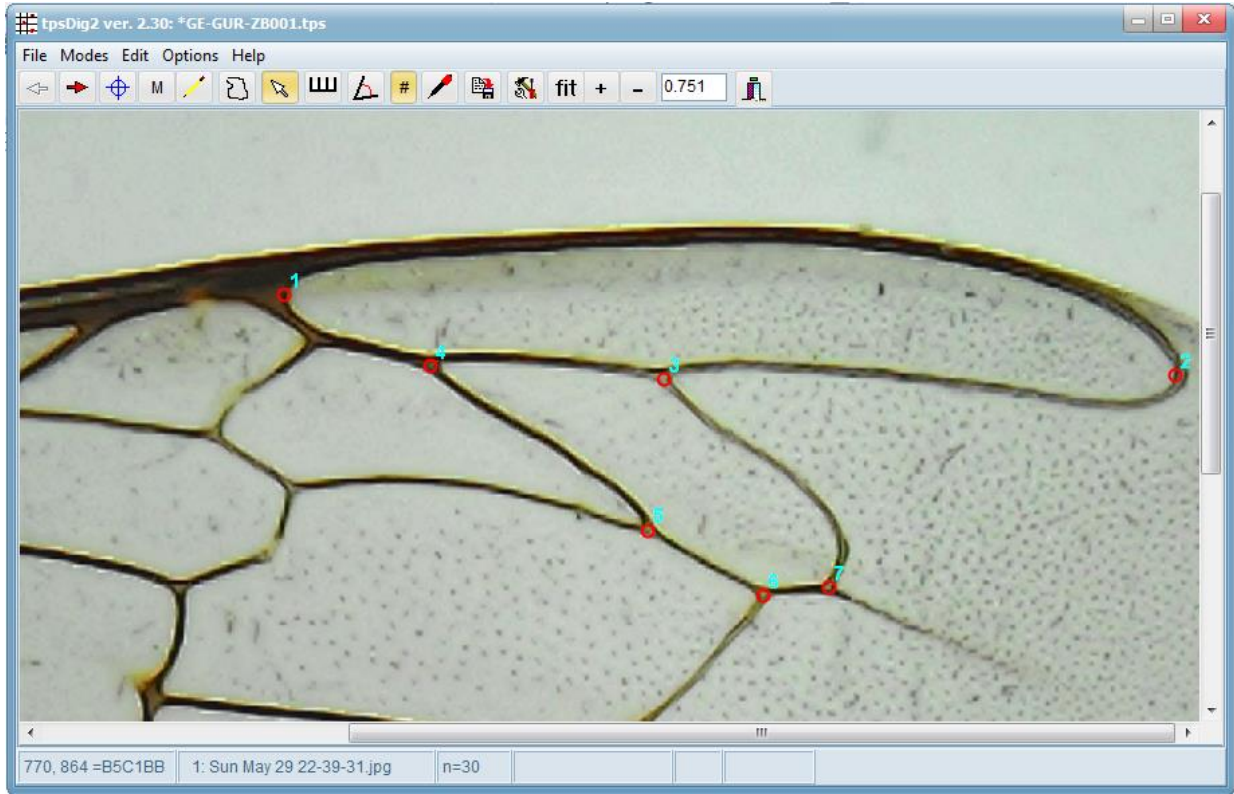 tpsDig2 ver. 2.30: *GE-GUR-ZB001.tps
File Modes Edit Options Help
M # fit + - 0.751
1
2
4
3
5
6
7
770, 864 =B5C1BB 1: Sun May 29 22-39-31.jpg n=30